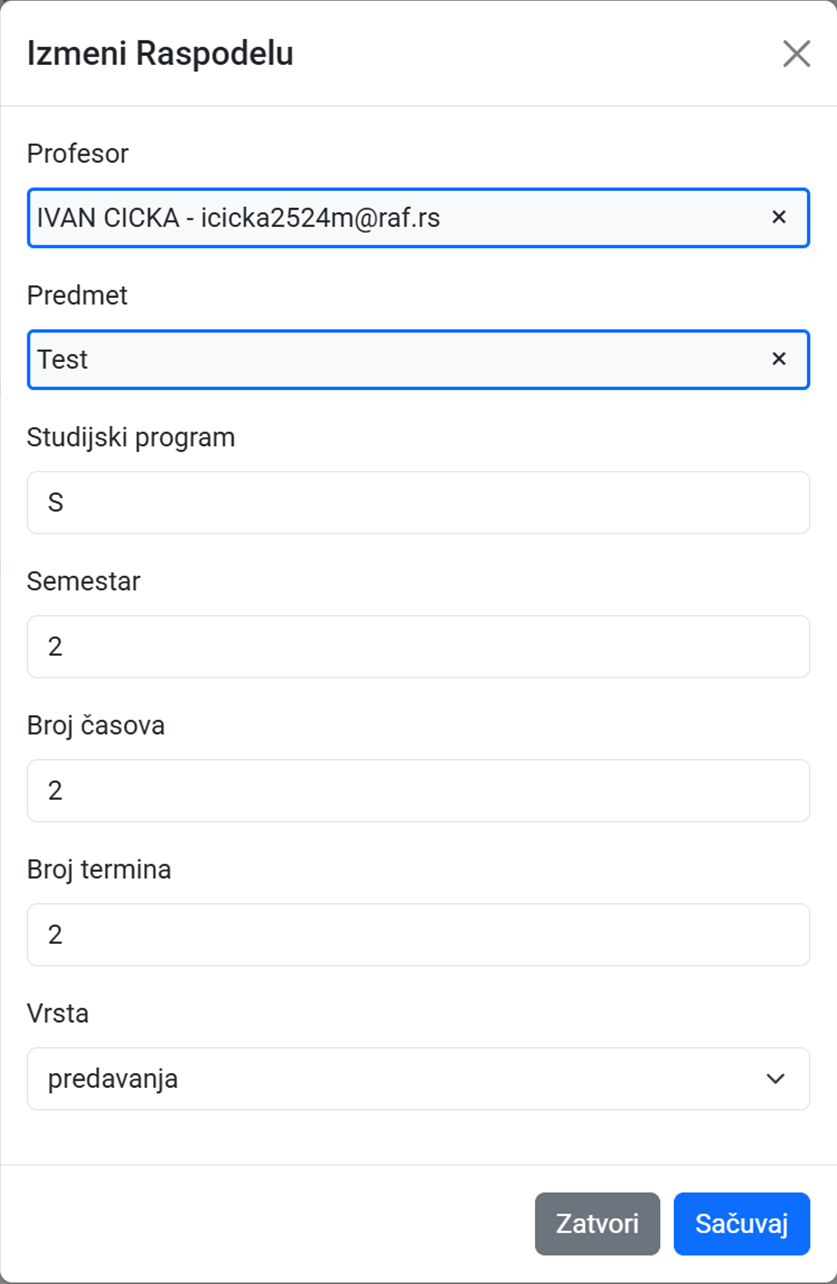 Izmeni Raspodelu
Profesor
IVAN CICKA - icicka2524m@raf.rs
Predmet
Test
Studijski program
S
Semestar
2
Broj časova
2
Broj termina
2
Vrsta
predavanja
Zatvori Sačuvaj